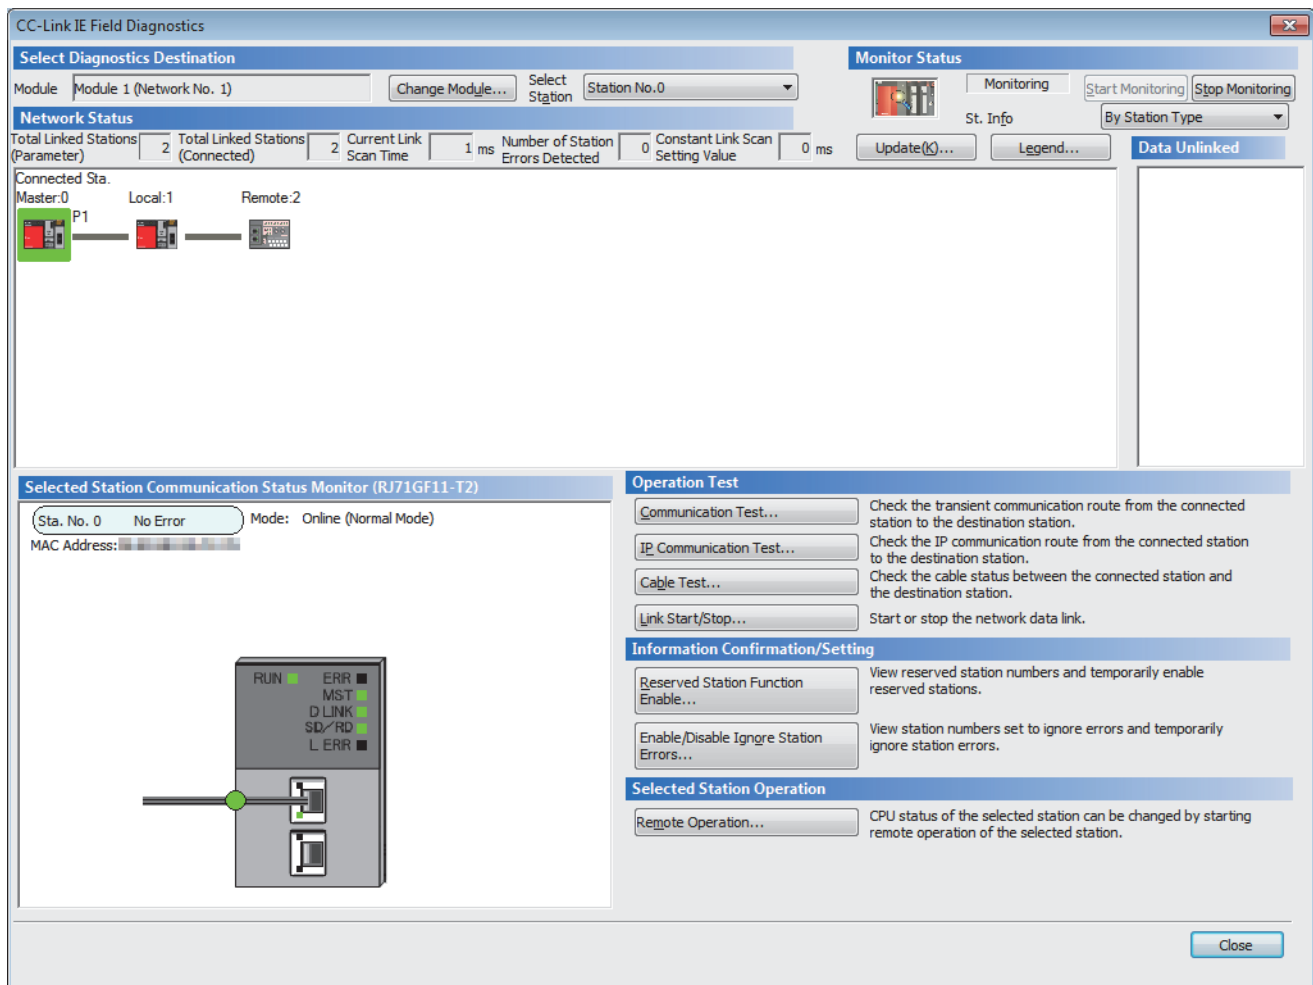 CC-Link IE Field Diagnostics
Select Diagnostics Destination
Module Module 1 (Network No. 1) Change Module... Select Station Station No.0
Monitor Status
Monitoring Start Monitoring Stop Monitoring
St. Info By Station Type
Update(K)... Legend... Data Unlinked
Network Status
Total Linked Stations (Parameter) 2 Total Linked Stations (Connected) 2 Current Link Scan Time 1 ms Number of Station Errors Detected 0 Constant Link Scan Setting Value 0 ms
Connected Sta.
Master:0 Local:1 Remote:2
P1
Selected Station Communication Status Monitor (RJ71GF11-T2)
Sta. No. 0 No Error Mode: Online (Normal Mode)
MAC Address:
RUN ERR
MST
D LINK
SD/RD
L ERR
Operation Test
Communication Test... Check the transient communication route from the connected
station to the destination station.
IP Communication Test... Check the IP communication route from the connected station
to the destination station.
Cable Test... Check the cable status between the connected station and
the destination station.
Link Start/Stop... Start or stop the network data link.
Information Confirmation/Setting
Reserved Station Function
Enable...
View reserved station numbers and temporarily enable
reserved stations.
Enable/Disable Ignore Station
Errors...
View station numbers set to ignore errors and temporarily
ignore station errors.
Selected Station Operation
Remote Operation... CPU status of the selected station can be changed by starting
remote operation of the selected station.
Close